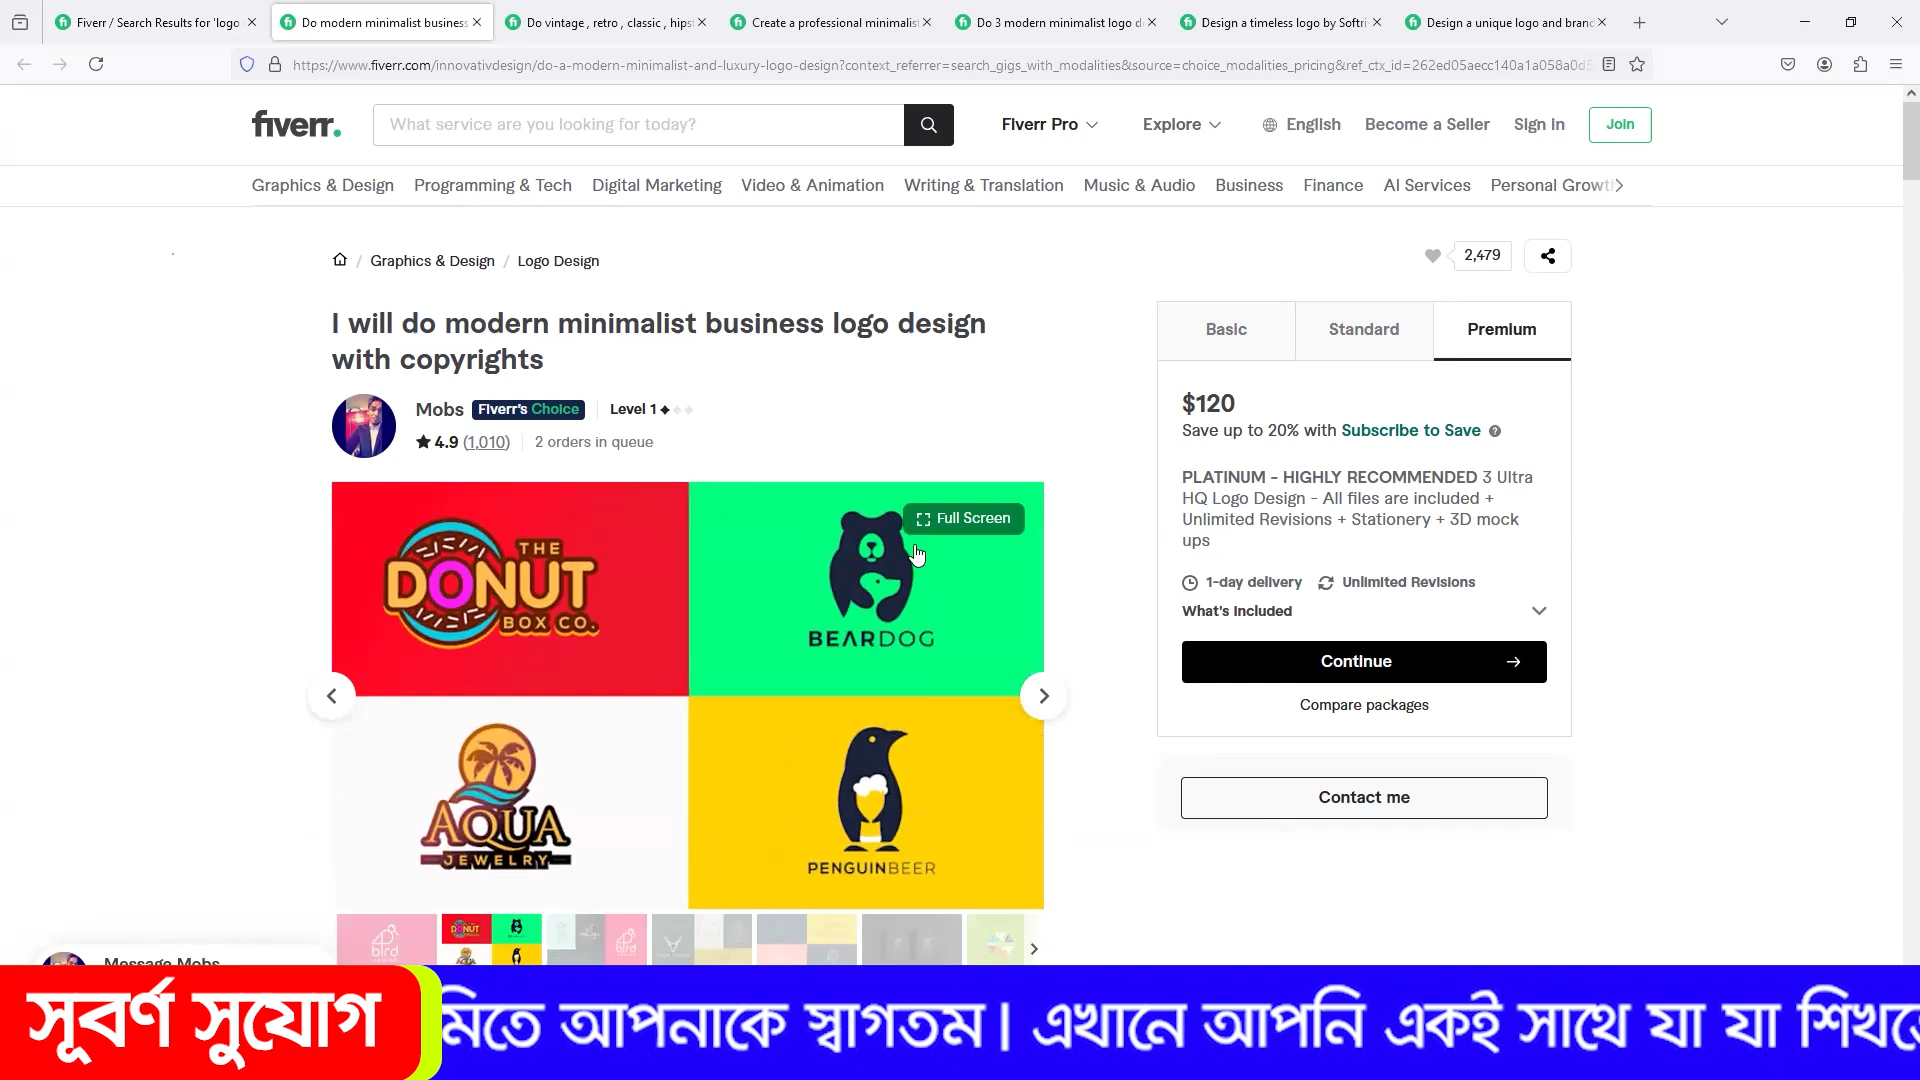 Fiverr / Search Results for 'logo
Do modern minimalist business
Do vintage , retro , classic , hips
Create a professional minimalis
Do 3 modern minimalist logo d
Design a timeless logo by Softri
Design a unique logo and branc
https://www.fiverr.com/innovativdesign/do-a-modern-minimalist-and-luxury-logo-design?context_referrer=search_gigs_with_modalities&source=choice_modalities_pricing&ref_ctx_id=262ed05aecc140a1a058a0d5
fiverr.
What service are you looking for today?
Fiverr Pro
Explore
English
Become a Seller
Sign In
Join
Graphics & Design
Programming & Tech
Digital Marketing
Video & Animation
Writing & Translation
Music & Audio
Business
Finance
AI Services
Personal Growth
/ Graphics & Design / Logo Design
2,479
I will do modern minimalist business logo design
with copyrights
Mobs Fiverr's Choice Level 1
4.9 (1,010) 2 orders in queue
Basic
Standard
Premium
$120
Save up to 20% with Subscribe to Save
PLATINUM - HIGHLY RECOMMENDED 3 Ultra
HQ Logo Design - All files are included +
Unlimited Revisions + Stationery + 3D mock
ups
1-day delivery Unlimited Revisions
What's Included
Continue
Compare packages
Contact me
Full Screen
THE
DONUT
BOX CO.
BEARDOG
AQUA
JEWELRY
PENGUINBEER
bird
DONUT
bird
Message Mobs
সূবর্ণ সুযোগ
মিতে আপনাকে স্বাগতম। এখানে আপনি একই সাথে যা যা শিখতে